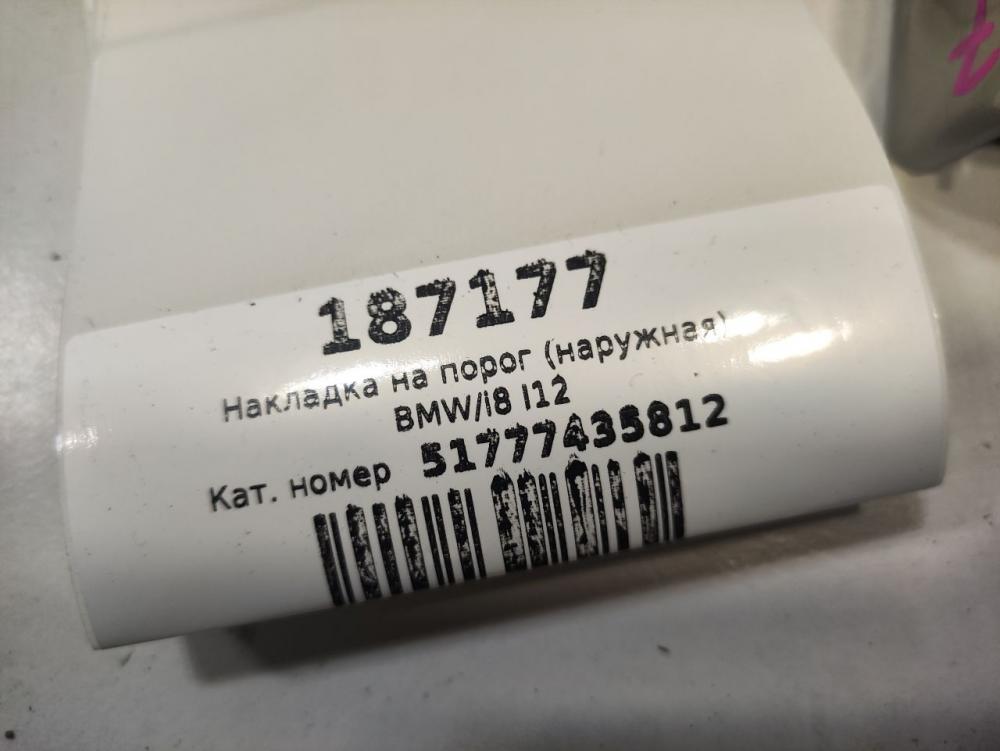 187177
Накладка на порог (наружная)
BMW/i8 I12
Кат. номер 51777435812